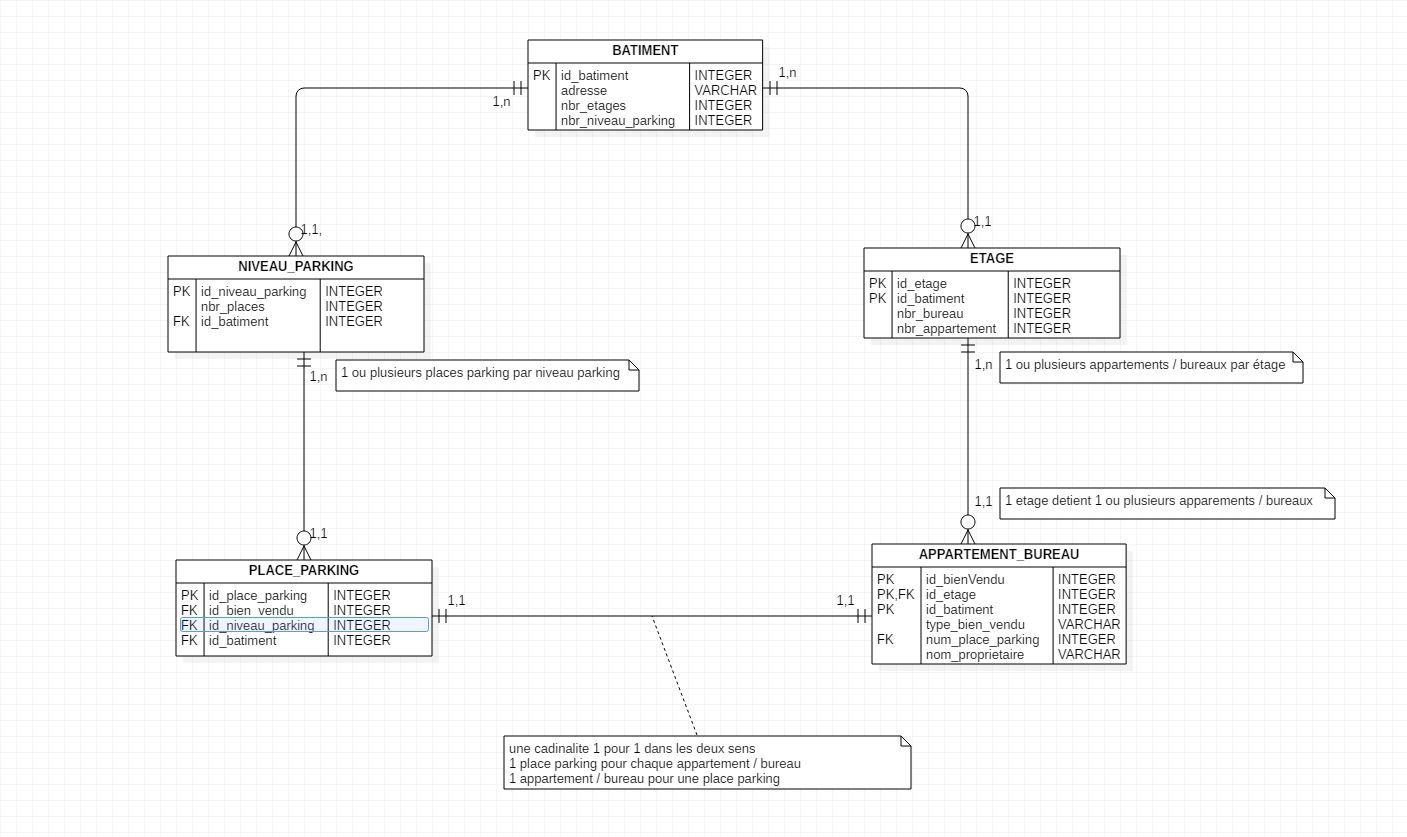 BATIMENT
PK id_batiment INTEGER
adresse VARCHAR
nbr_etages INTEGER
nbr_niveau_parking INTEGER
1,n
1,n
1,1,
1,1
NIVEAU_PARKING
PK id_niveau_parking INTEGER
nbr_places INTEGER
FK id_batiment INTEGER
ETAGE
PK id_etage INTEGER
PK id_batiment INTEGER
nbr_bureau INTEGER
nbr_appartement INTEGER
1,n
1 ou plusieurs places parking par niveau parking
1,n
1 ou plusieurs appartements / bureaux par étage
1,1
1 etage detient 1 ou plusieurs apparements / bureaux
1,1
PLACE_PARKING
PK id_place_parking INTEGER
FK id_bien_vendu INTEGER
FK id_niveau_parking INTEGER
FK id_batiment INTEGER
1,1
1,1
APPARTEMENT_BUREAU
PK id_bienVendu INTEGER
PK,FK id_etage INTEGER
PK id_batiment INTEGER
type_bien_vendu VARCHAR
FK num_place_parking INTEGER
nom_proprietaire VARCHAR
une cadinalite 1 pour 1 dans les deux sens
1 place parking pour chaque appartement / bureau
1 appartement / bureau pour une place parking